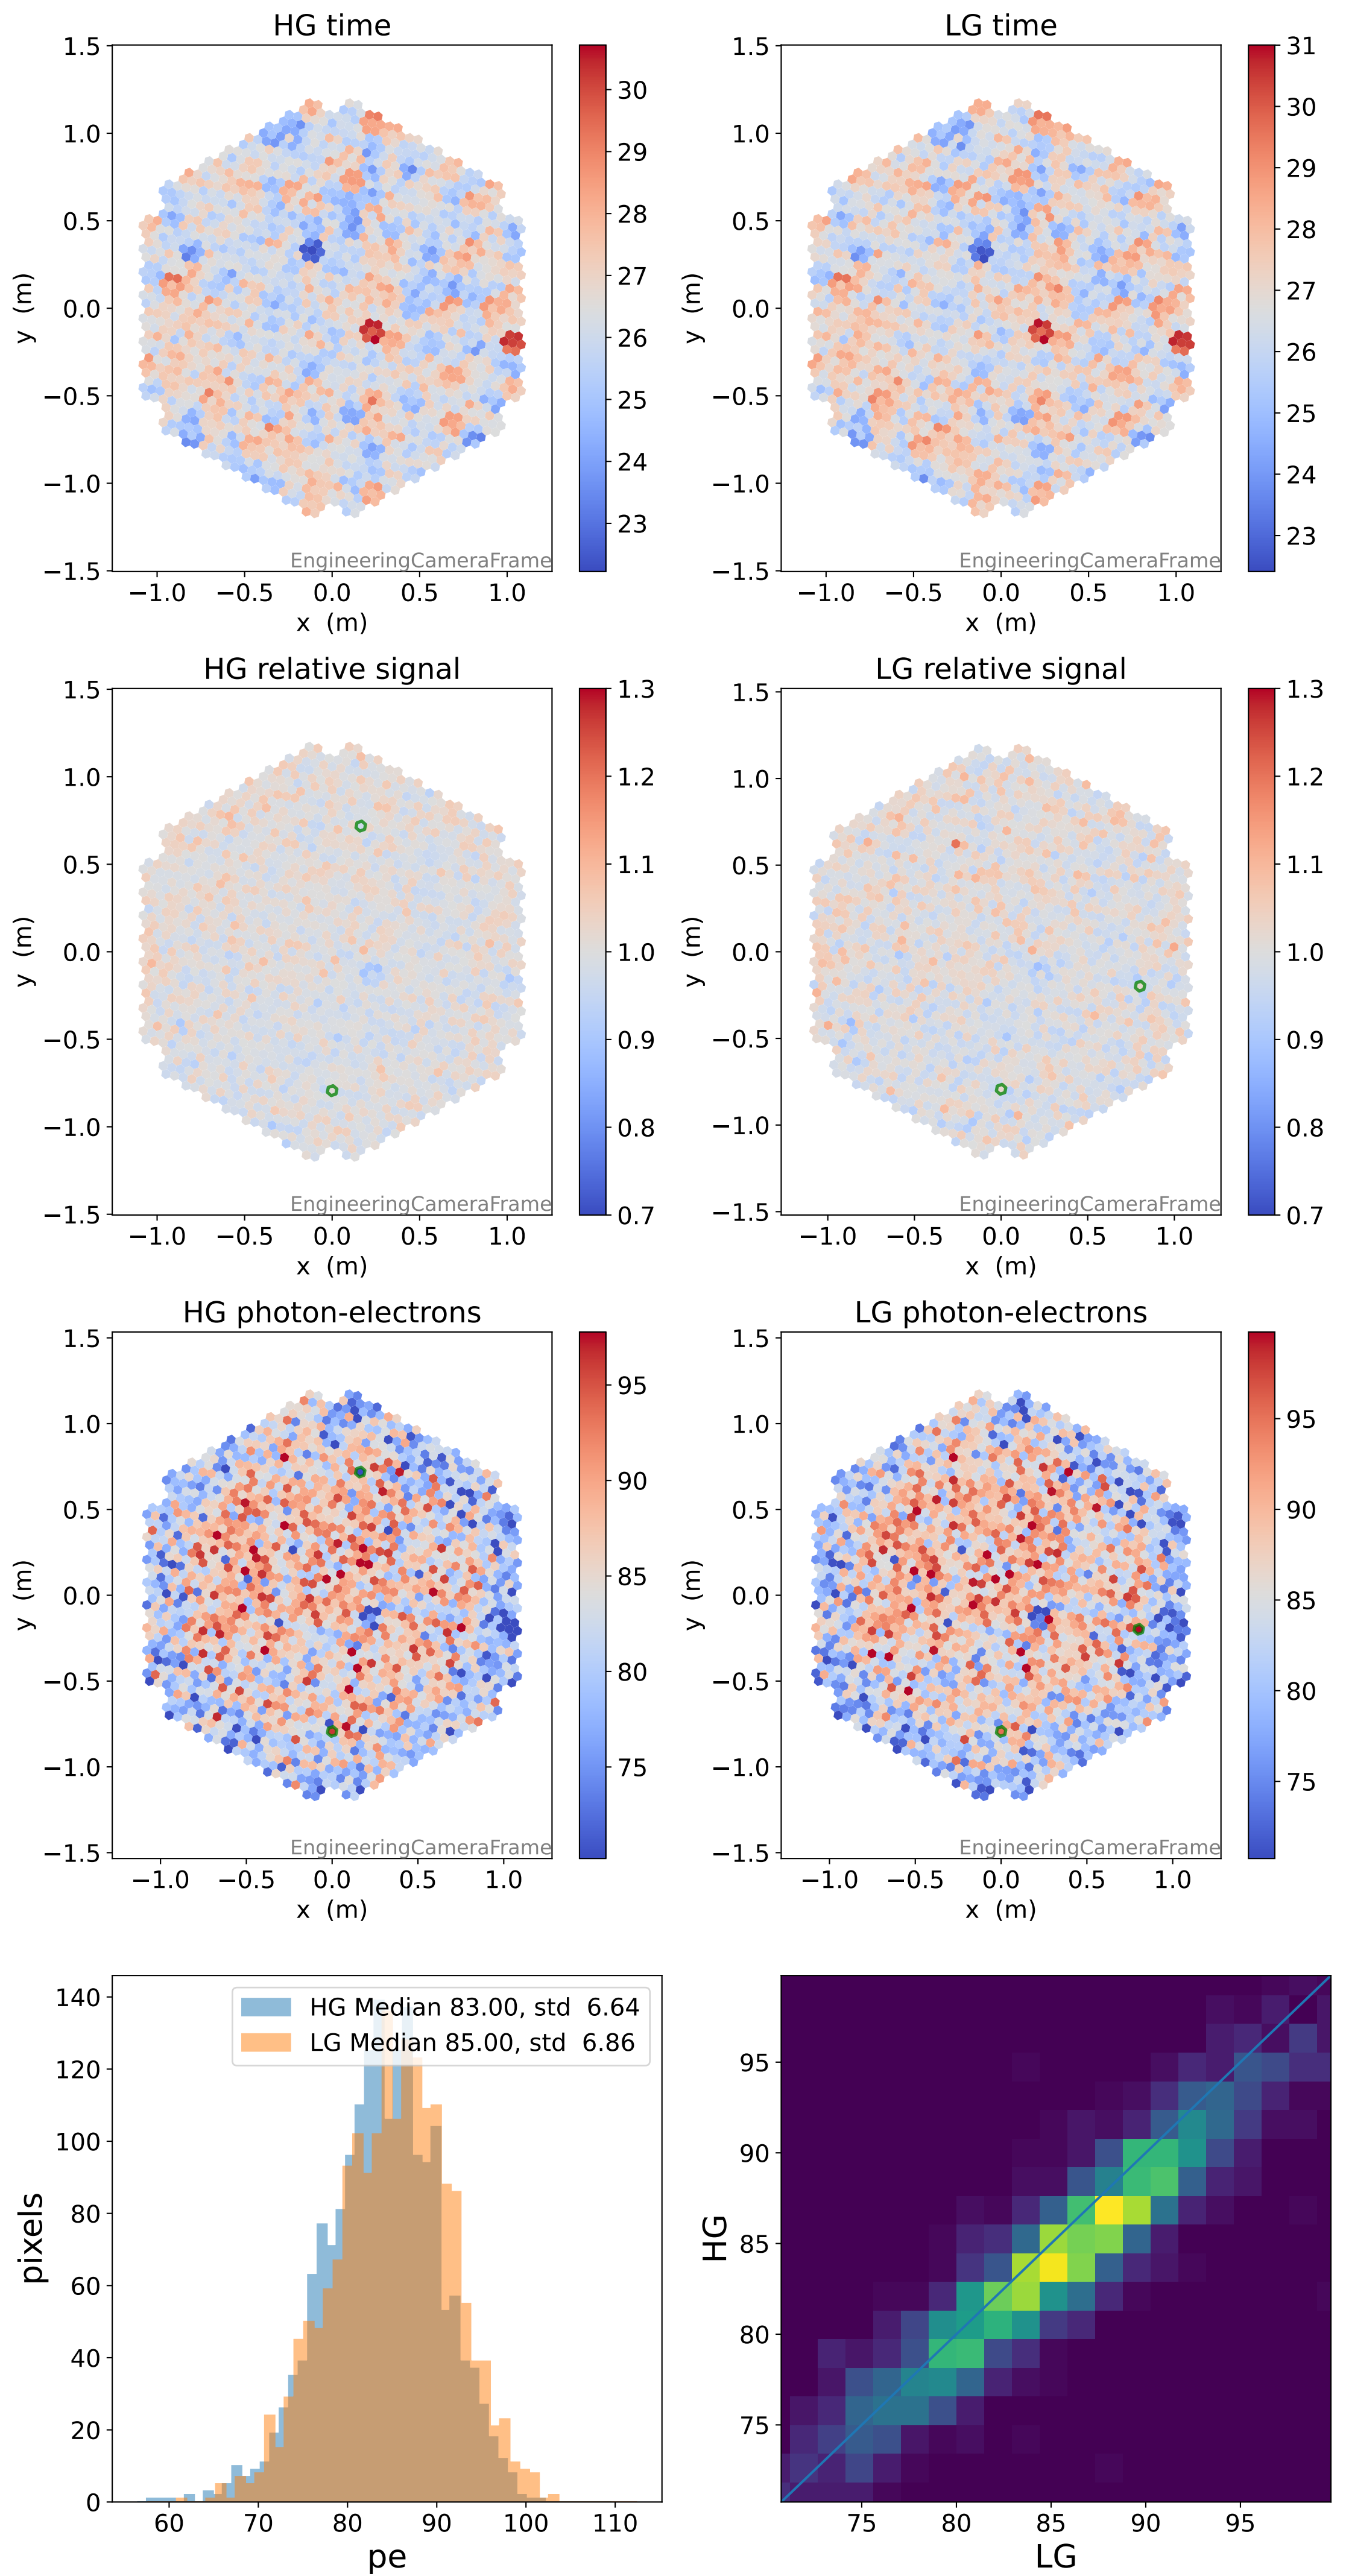 HG time
LG time
1.5
1.0
0.5
0.0
−0.5
−1.0
−1.5
y (m)
−1.0 −0.5 0.0 0.5 1.0
x (m)
EngineeringCameraFrame
30
29
28
27
26
25
24
23
1.5
1.0
0.5
0.0
−0.5
−1.0
−1.5
y (m)
−1.0 −0.5 0.0 0.5 1.0
x (m)
EngineeringCameraFrame
31
30
29
28
27
26
25
24
23
HG relative signal
LG relative signal
1.5
1.0
0.5
0.0
−0.5
−1.0
−1.5
y (m)
−1.0 −0.5 0.0 0.5 1.0
x (m)
EngineeringCameraFrame
1.3
1.2
1.1
1.0
0.9
0.8
0.7
1.5
1.0
0.5
0.0
−0.5
−1.0
−1.5
y (m)
−1.0 −0.5 0.0 0.5 1.0
x (m)
EngineeringCameraFrame
1.3
1.2
1.1
1.0
0.9
0.8
0.7
HG photon-electrons
LG photon-electrons
1.5
1.0
0.5
0.0
−0.5
−1.0
−1.5
y (m)
−1.0 −0.5 0.0 0.5 1.0
x (m)
EngineeringCameraFrame
95
90
85
80
75
1.5
1.0
0.5
0.0
−0.5
−1.0
−1.5
y (m)
−1.0 −0.5 0.0 0.5 1.0
x (m)
EngineeringCameraFrame
95
90
85
80
75
HG Median 83.00, std 6.64
LG Median 85.00, std 6.86
140
120
100
80
60
40
20
0
pixels
60 70 80 90 100 110
pe
95
90
85
80
75
HG
75 80 85 90 95
LG